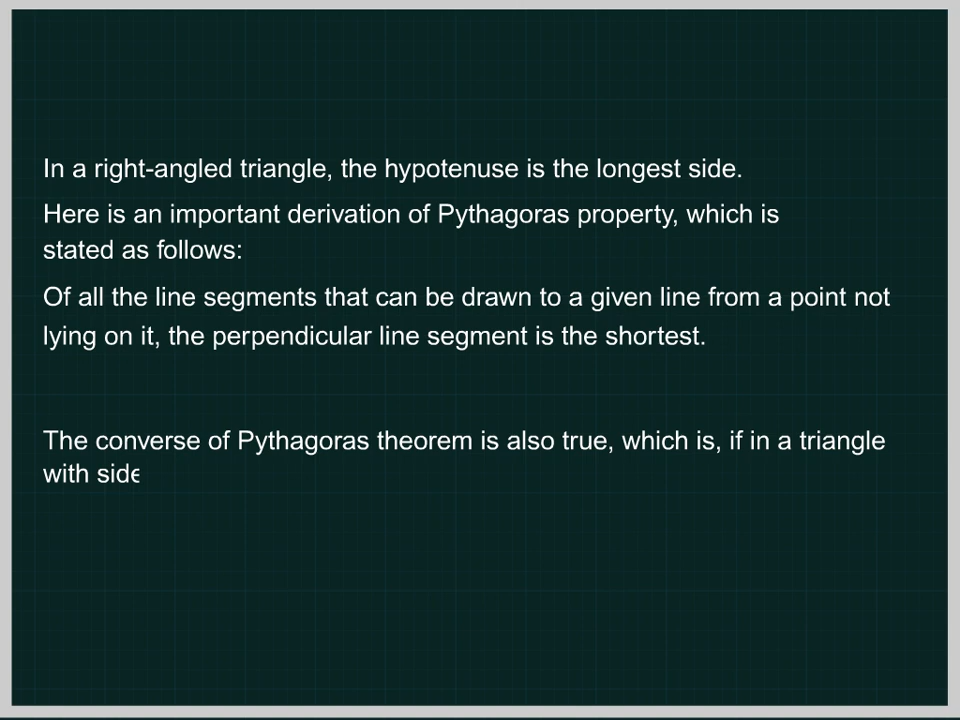 In a right-angled triangle, the hypotenuse is the longest side.
Here is an important derivation of Pythagoras property, which is
stated as follows:
Of all the line segments that can be drawn to a given line from a point not
lying on it, the perpendicular line segment is the shortest.
The converse of Pythagoras theorem is also true, which is, if in a triangle
with side